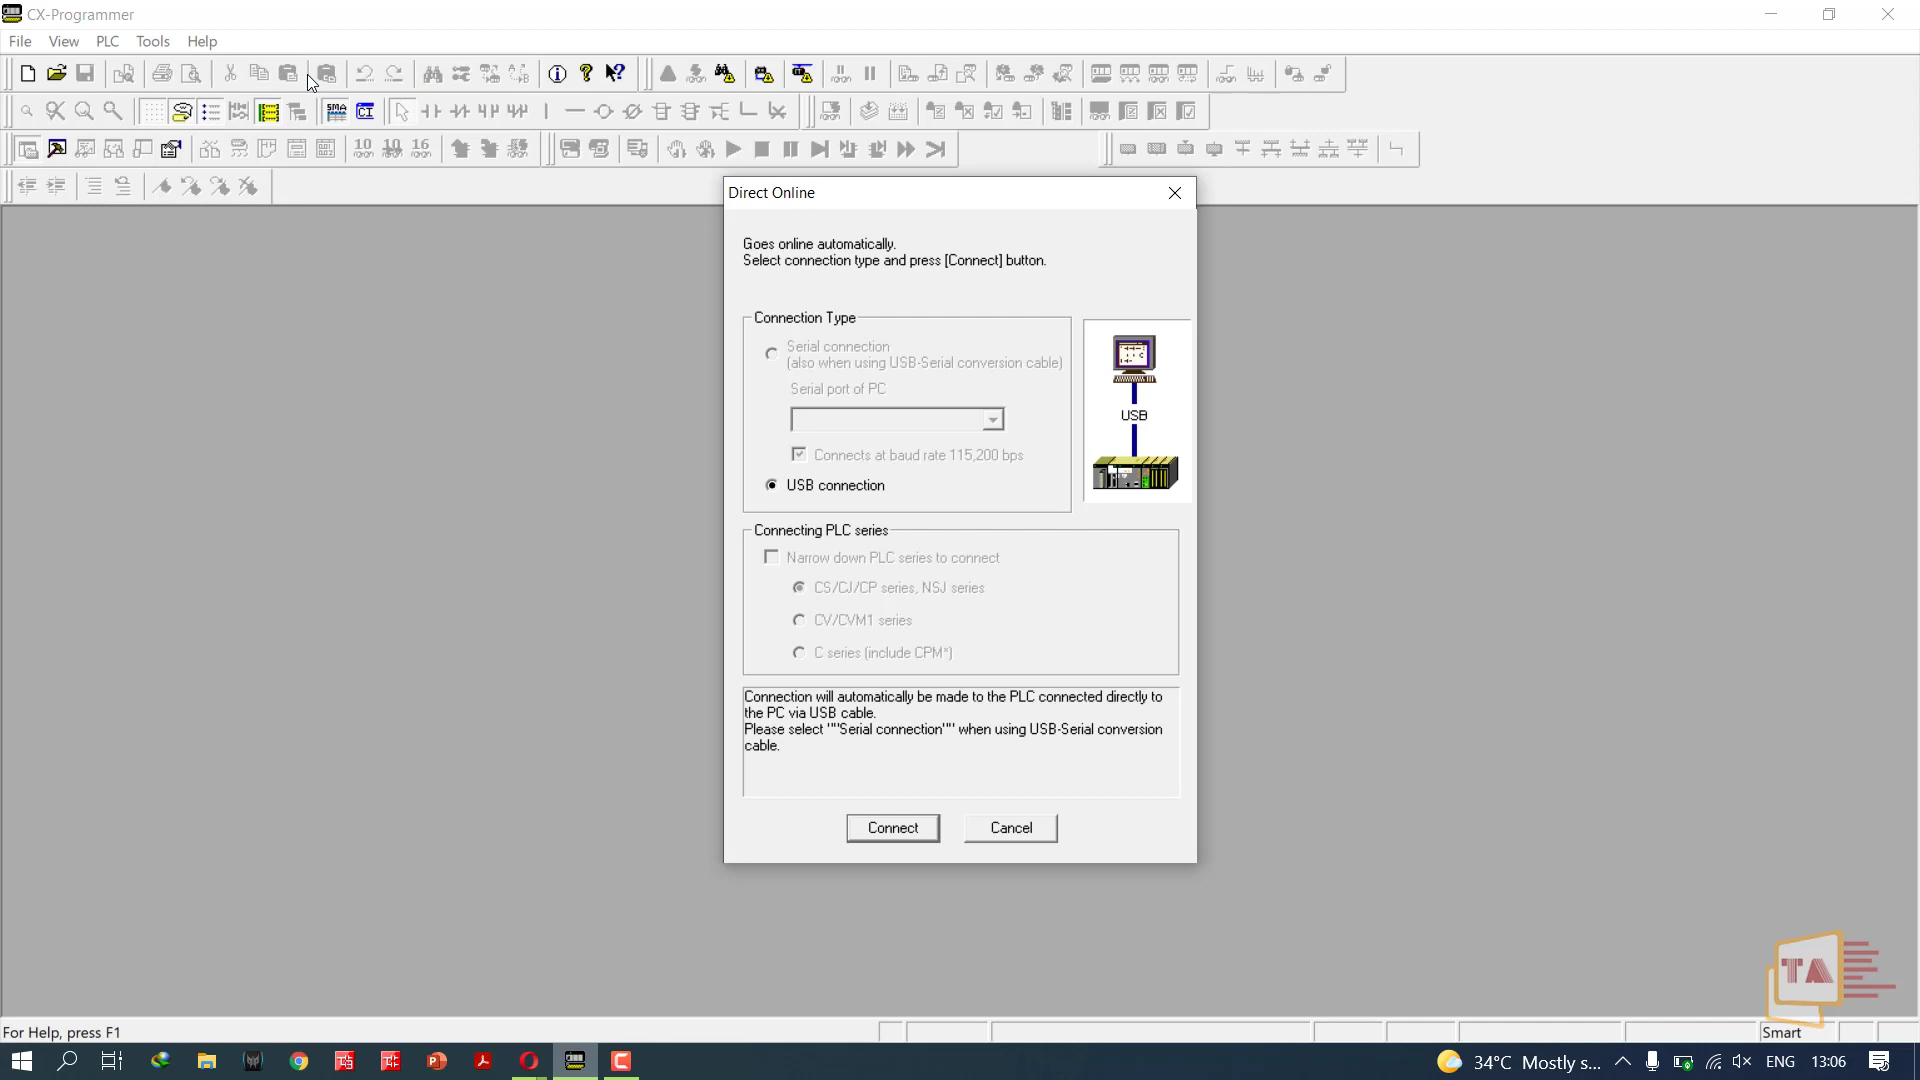 CX-Programmer
File View PLC Tools Help
SMA CI
10 10 16
Direct Online
Goes online automatically.
Select connection type and press [Connect] button.
Connection Type
Serial connection
(also when using USB-Serial conversion cable)
Serial port of PC
Connects at baud rate 115,200 bps
USB connection
USB
Connecting PLC series
Narrow down PLC series to connect
CS/CJ/CP series, NSJ series
CV/CVM1 series
C series (include CPM*)
Connection will automatically be made to the PLC connected directly to
the PC via USB cable.
Please select ""Serial connection"" when using USB-Serial conversion
cable.
Connect Cancel
TA
For Help, press F1
Smart
34°C Mostly s... ENG 13:06